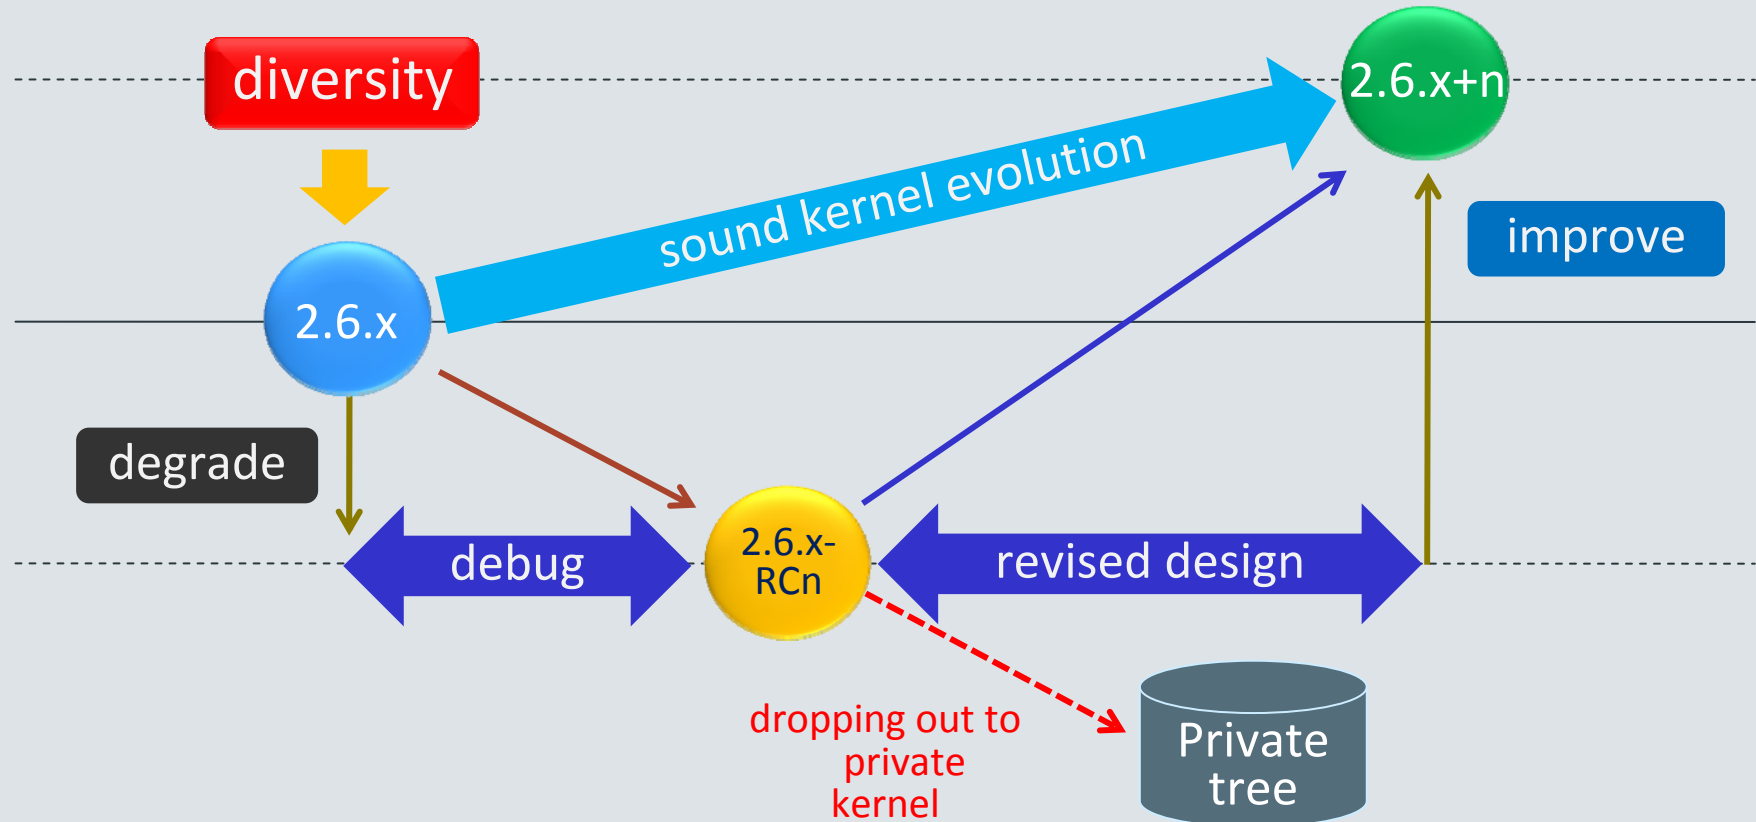 diversity
2.6.x+n
sound kernel evolution
improve
2.6.x
degrade
debug
2.6.x-
RCn
revised design
dropping out to
private
kernel
Private
tree